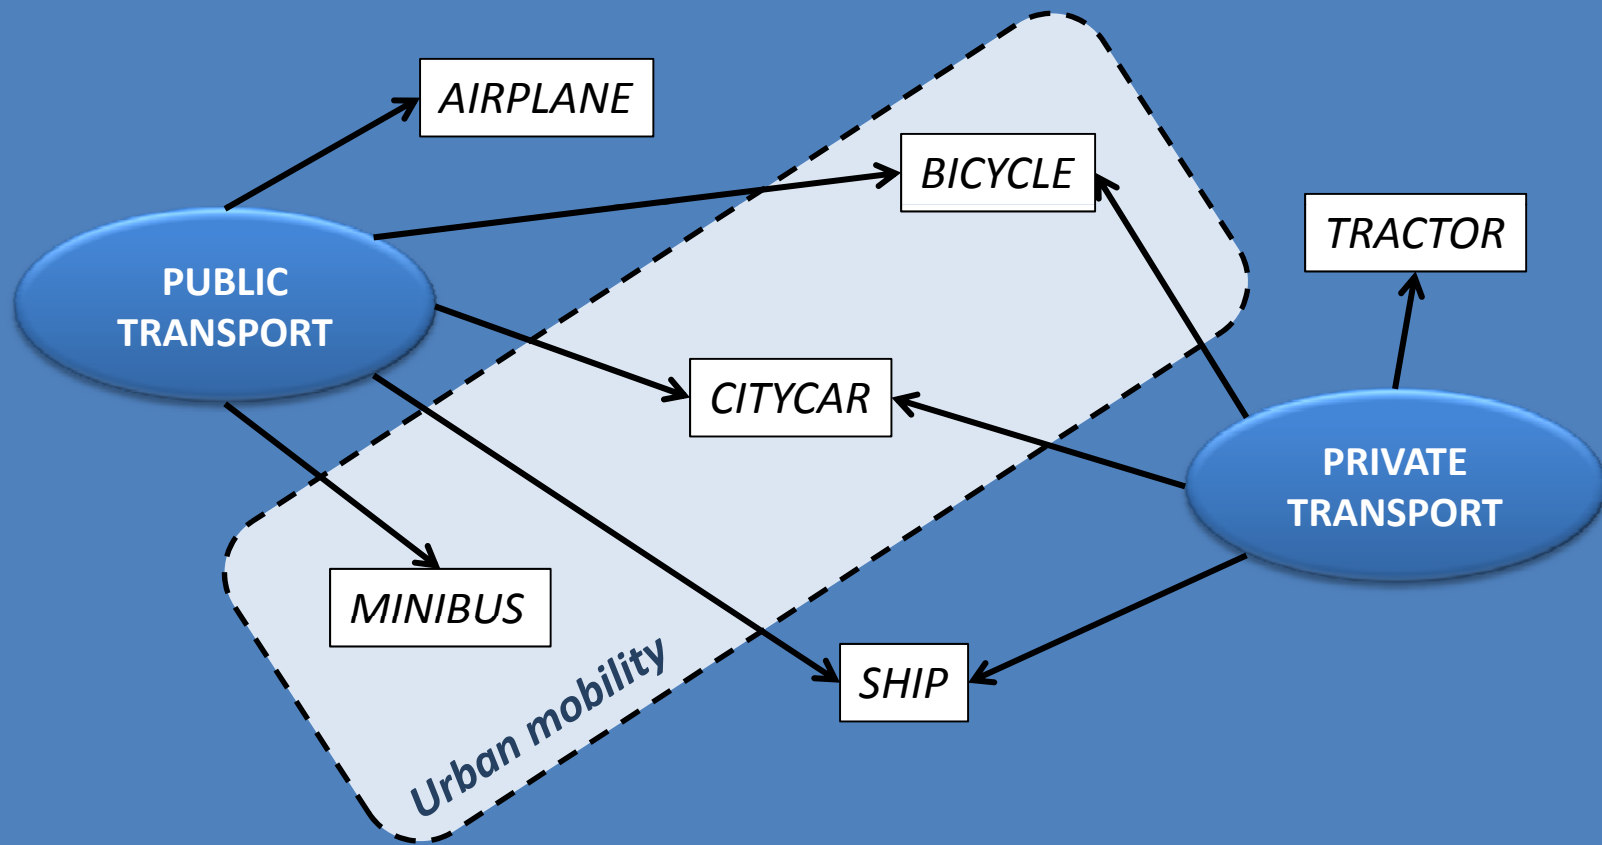 AIRPLANE
BICYCLE
TRACTOR
PUBLIC
TRANSPORT
CITYCAR
PRIVATE
TRANSPORT
MINIBUS
SHIP
Urban mobility